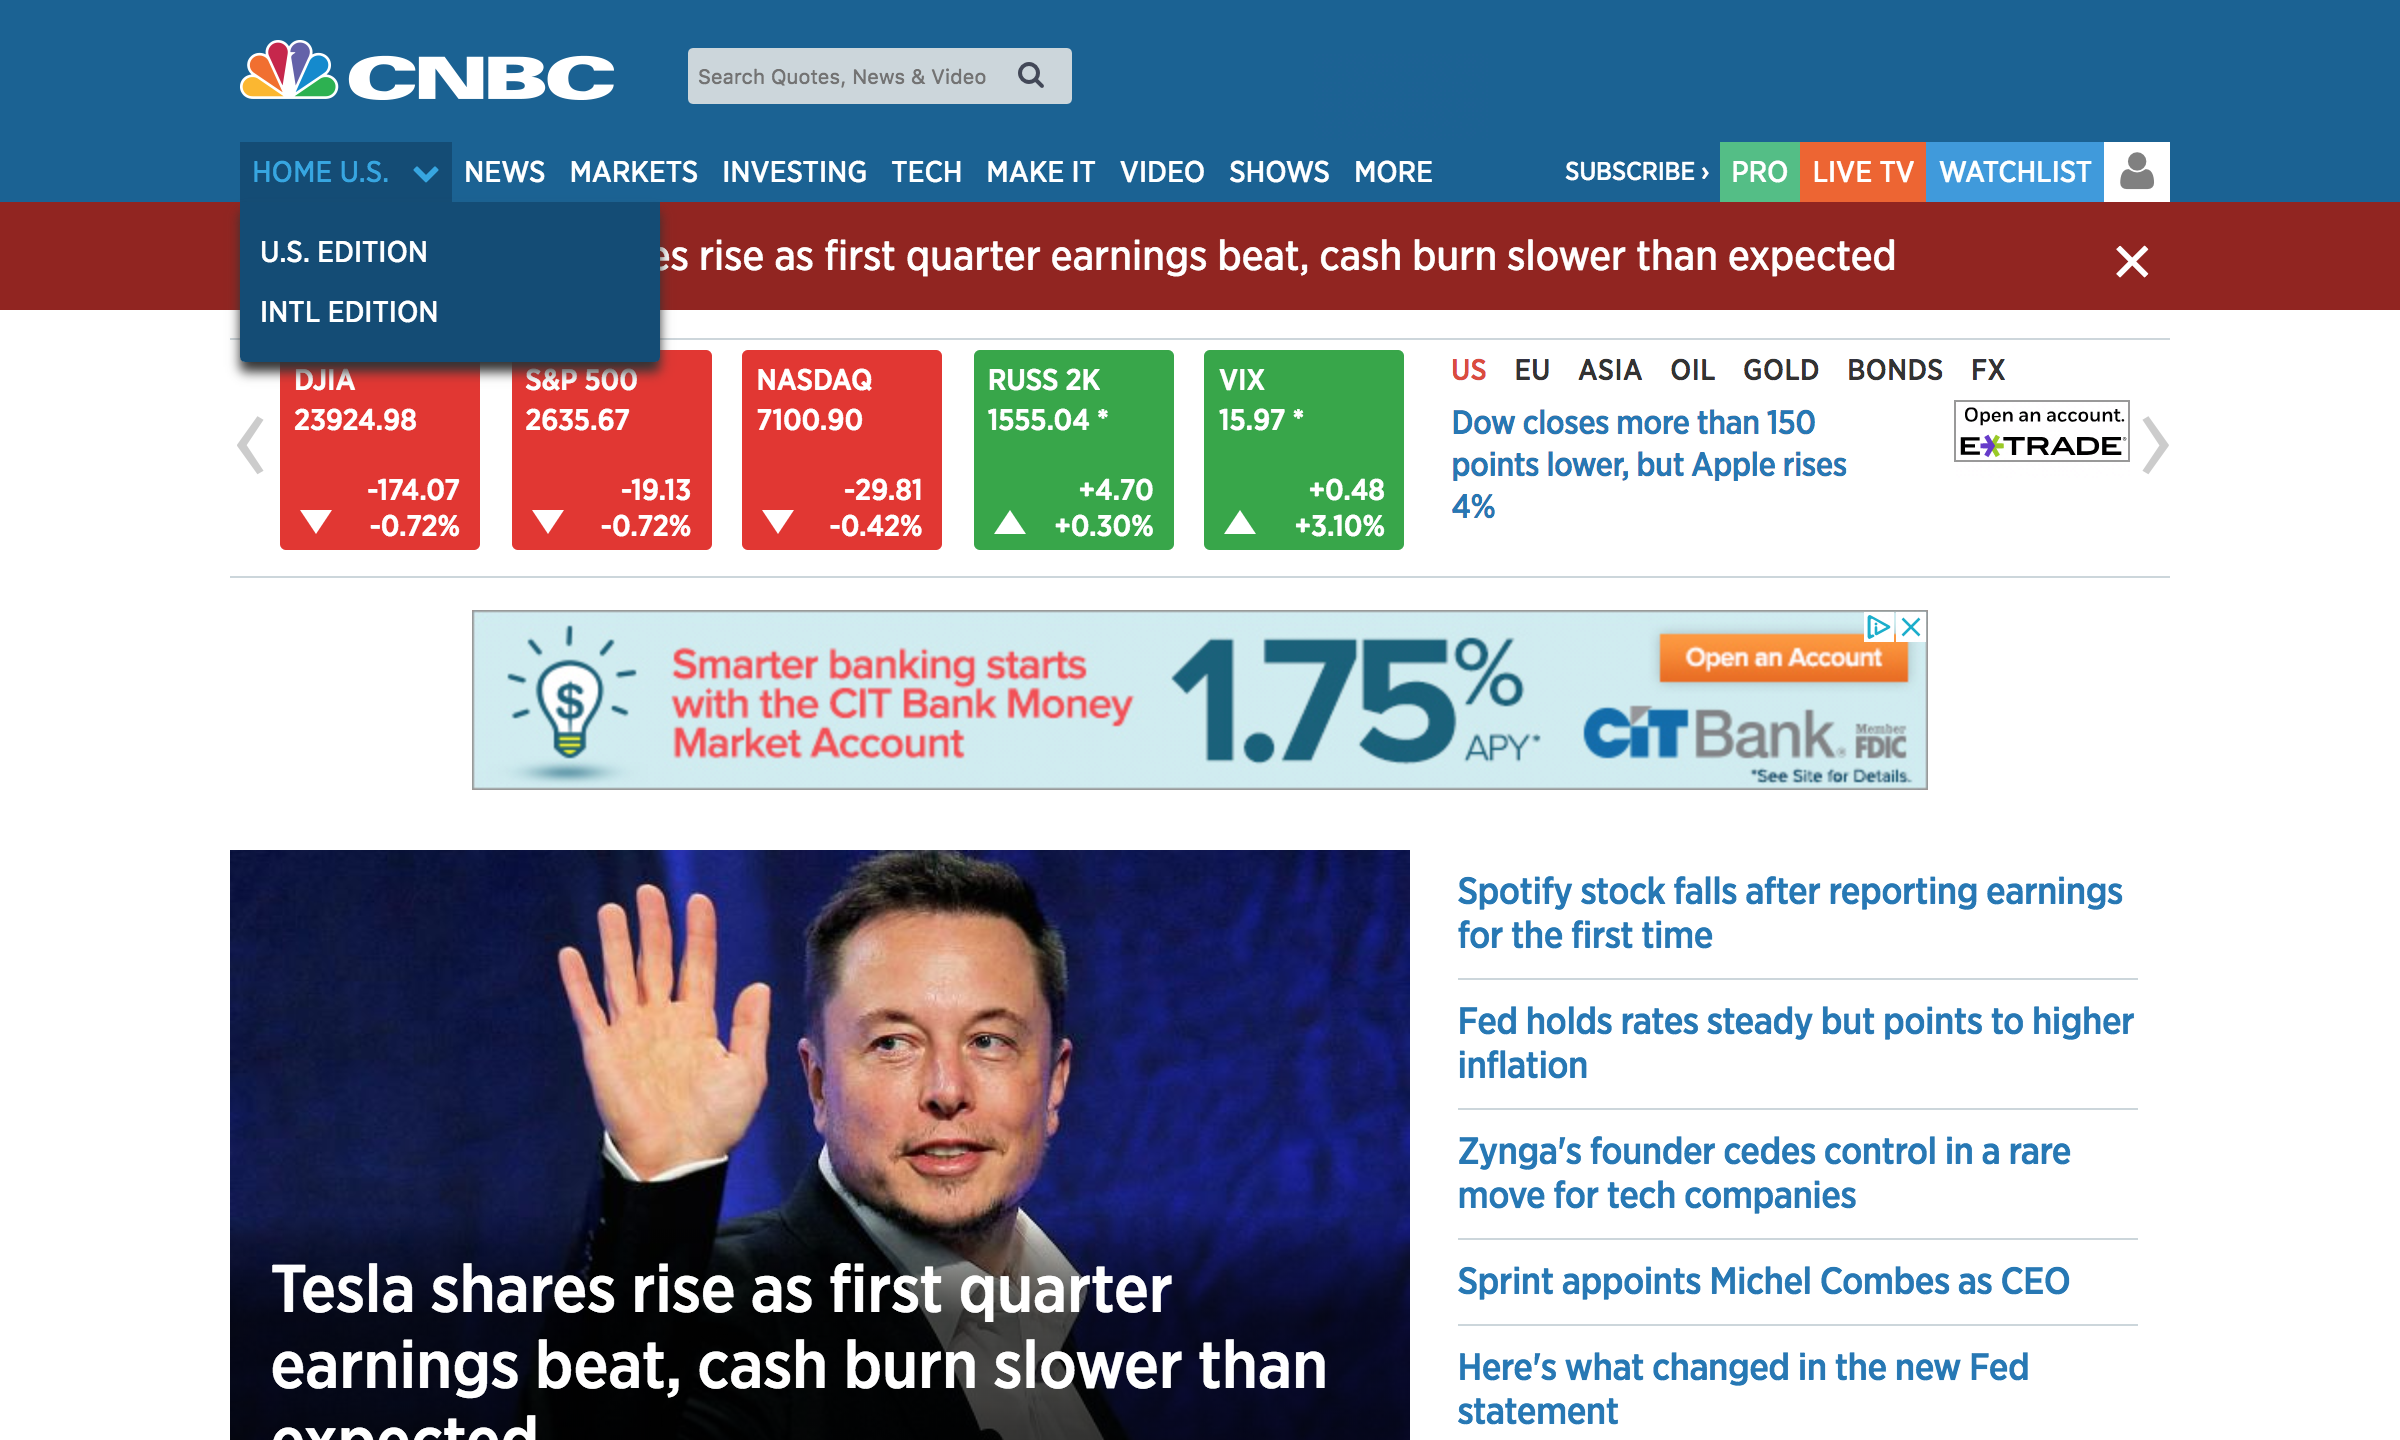 CNBC
Search Quotes, News & Video
HOME U.S. NEWS MARKETS INVESTING TECH MAKE IT VIDEO SHOWS MORE SUBSCRIBE › PRO LIVE TV WATCHLIST
U.S. EDITION
INTL EDITION
es rise as first quarter earnings beat, cash burn slower than expected
DJIA
23924.98
-174.07
-0.72%
S&P 500
2635.67
-19.13
-0.72%
NASDAQ
7100.90
-29.81
-0.42%
RUSS 2K
1555.04 *
+4.70
+0.30%
VIX
15.97 *
+0.48
+3.10%
US EU ASIA OIL GOLD BONDS FX
Dow closes more than 150
points lower, but Apple rises
4%
Open an account.
E*TRADE
Smarter banking starts
with the CIT Bank Money
Market Account
1.75%
APY*
Open an Account
CIT Bank
Member
FDIC
*See Site for Details.
Tesla shares rise as first quarter
earnings beat, cash burn slower than
expected
Spotify stock falls after reporting earnings
for the first time
Fed holds rates steady but points to higher
inflation
Zynga's founder cedes control in a rare
move for tech companies
Sprint appoints Michel Combes as CEO
Here's what changed in the new Fed
statement